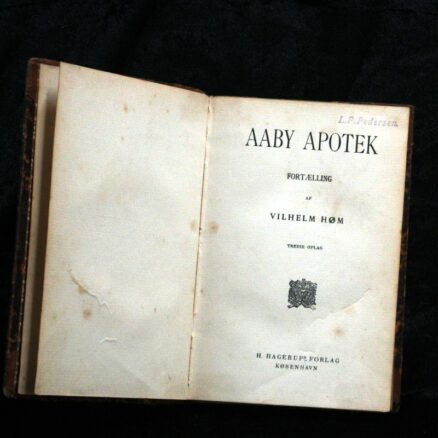 L.P. Pedersen.
AABY APOTEK
FORTÆLLING
AF
VILHELM HØM
TREDIE OPLAG
H. HAGERUPS FORLAG
KØBENHAVN